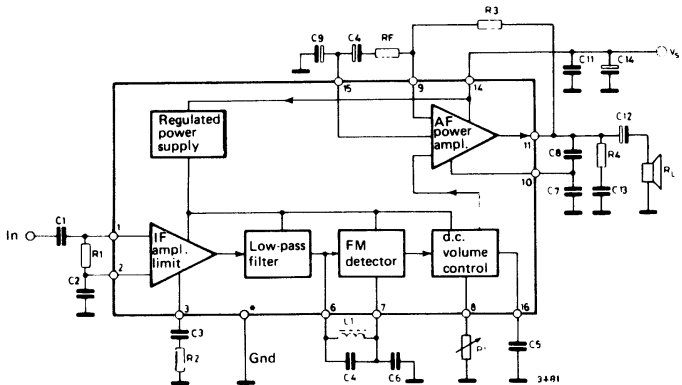 R3
C9 C4 RF
C11 C14 Vs
15 9 14
Regulated
power
supply
AF
power
ampl.
C12
11
C8 R4
RL
10
C7 C13
In C1
1
R1
2
C2
IF
ampl.
limit
Low-pass
filter
FM
detector
d.c.
volume
control
3 * 6 7 8 16
L1
C3
R2
Gnd
C4 C6
P1
C5
3481